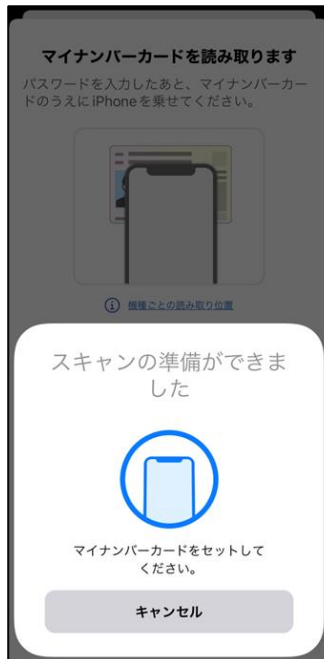 マイナンバーカードを読み取ります
パスワードを入力したあと、マイナンバーカー
ドのうえにiPhoneを乗せてください。
機種ごとの読み取り位置
スキャンの準備ができま
した
マイナンバーカードをセットして
ください。
キャンセル